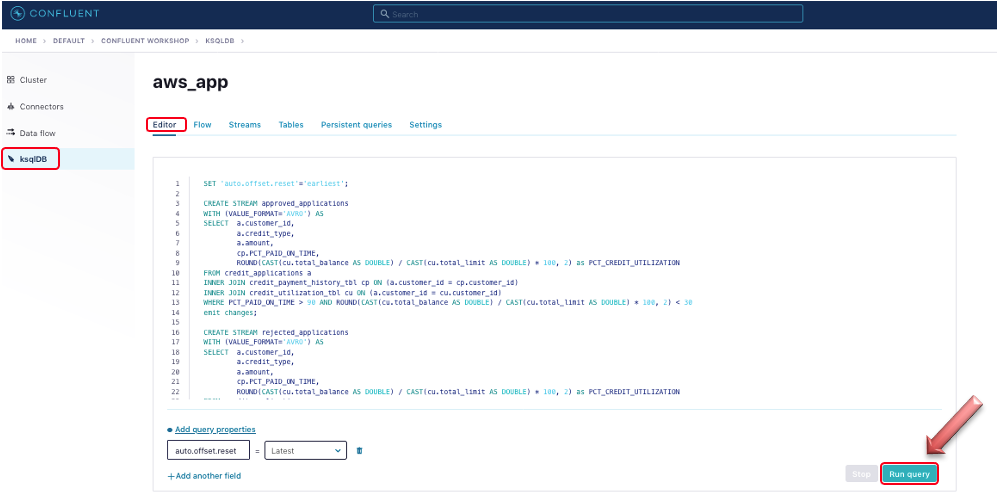 CONFLUENT
Search
HOME > DEFAULT > CONFLUENT WORKSHOP > KSQLDB >
Cluster
Connectors
Data flow
ksqlDB
aws_app
Editor Flow Streams Tables Persistent queries Settings
1 SET 'auto.offset.reset'='earliest';
2
3 CREATE STREAM approved_applications
4 WITH (VALUE_FORMAT='AVRO') AS
5 SELECT a.customer_id,
6 a.credit_type,
7 a.amount,
8 cp.PCT_PAID_ON_TIME,
9 ROUND(CAST(cu.total_balance AS DOUBLE) / CAST(cu.total_limit AS DOUBLE) * 100, 2) as PCT_CREDIT_UTILIZATION
10 FROM credit_applications a
11 INNER JOIN credit_payment_history_tbl cp ON (a.customer_id = cp.customer_id)
12 INNER JOIN credit_utilization_tbl cu ON (a.customer_id = cu.customer_id)
13 WHERE PCT_PAID_ON_TIME > 90 AND ROUND(CAST(cu.total_balance AS DOUBLE) / CAST(cu.total_limit AS DOUBLE) * 100, 2) < 30
14 emit changes;
15
16 CREATE STREAM rejected_applications
17 WITH (VALUE_FORMAT='AVRO') AS
18 SELECT a.customer_id,
19 a.credit_type,
20 a.amount,
21 cp.PCT_PAID_ON_TIME,
22 ROUND(CAST(cu.total_balance AS DOUBLE) / CAST(cu.total_limit AS DOUBLE) * 100, 2) as PCT_CREDIT_UTILIZATION
Add query properties
auto.offset.reset = Latest
+Add another field
Stop Run query